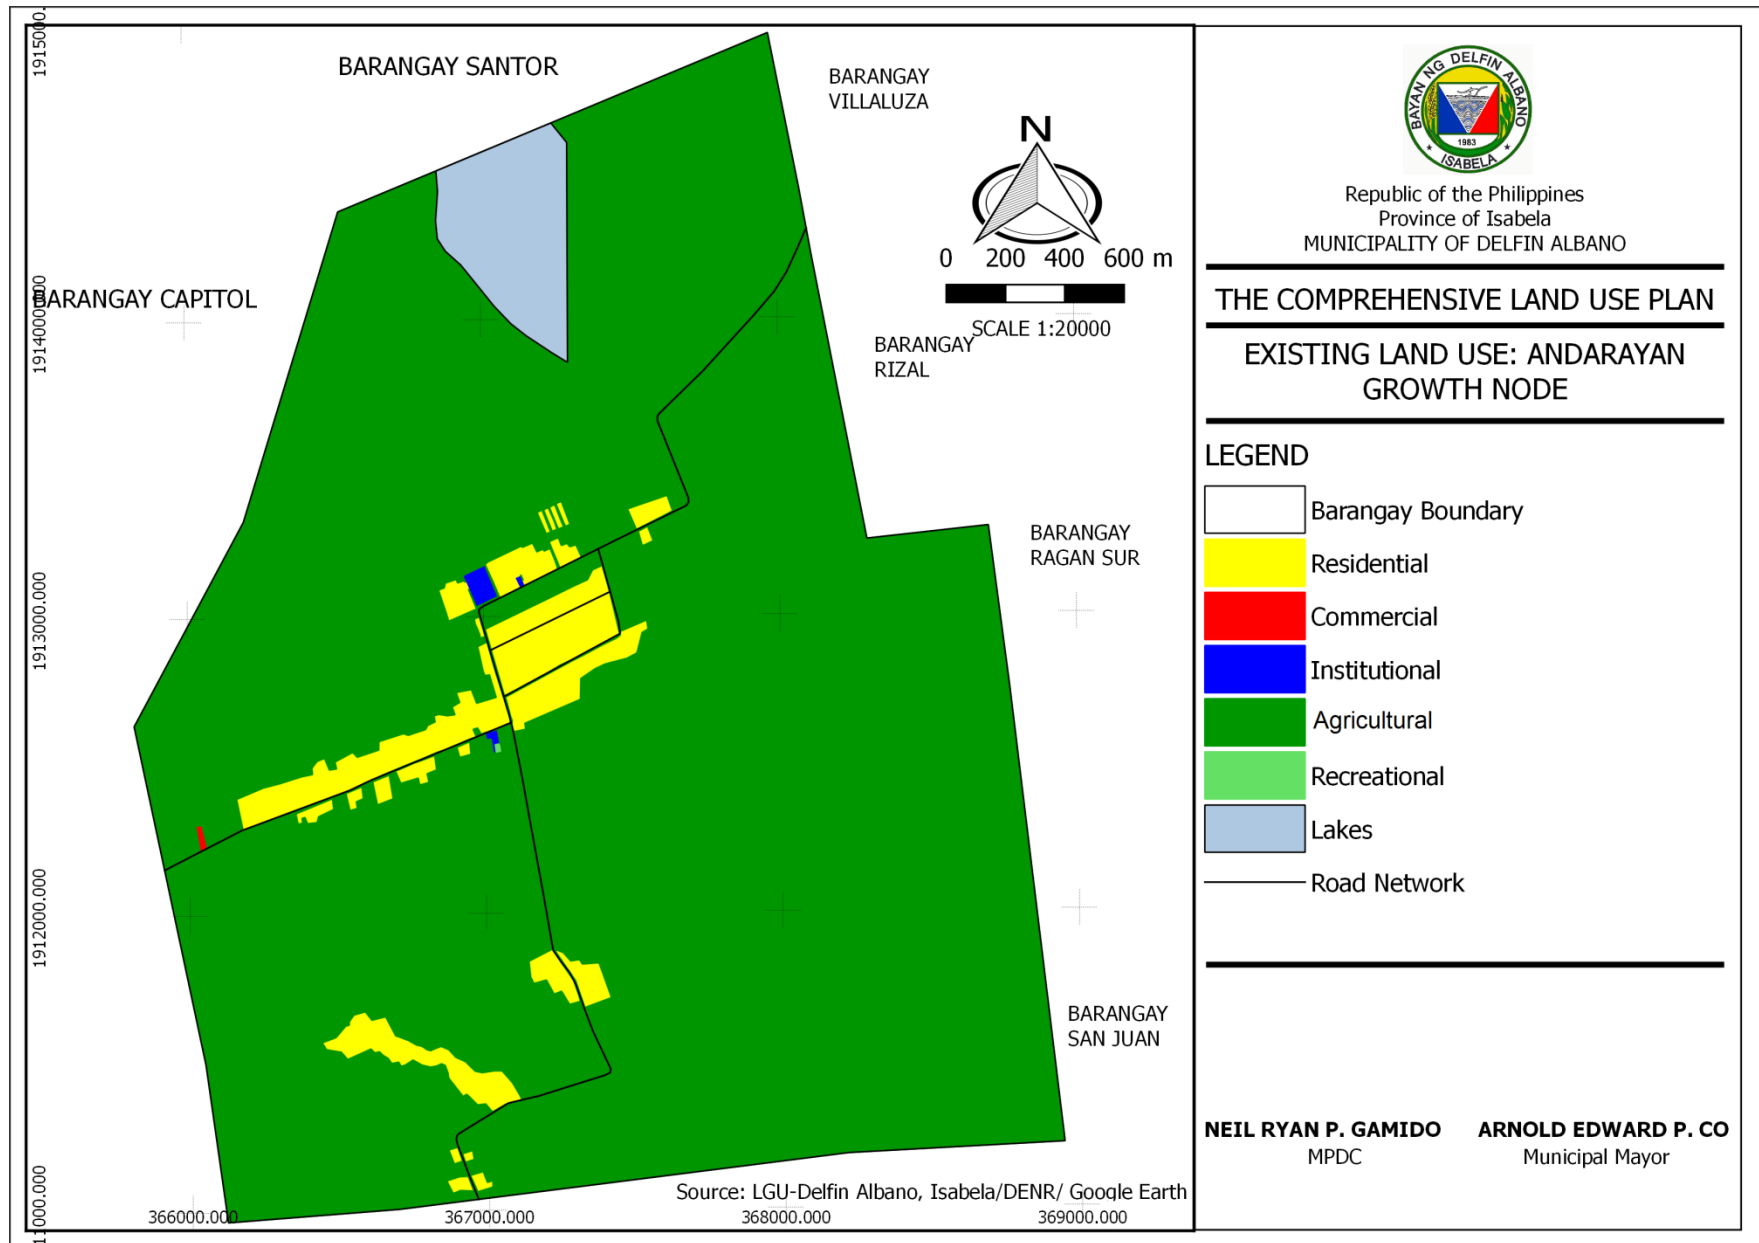 BARANGAY SANTOR
BARANGAY
VILLALUZA
N
0 200 400 600 m
SCALE 1:20000
BARANGAY CAPITOL
BARANGAY
RIZAL
BARANGAY
RAGAN SUR
BARANGAY
SAN JUAN
1915000.
1914000.000
1913000.000
1912000.000
11000.000
366000.000
367000.000
368000.000
369000.000
Source: LGU-Delfin Albano, Isabela/DENR/ Google Earth
BAYAN NG DELFIN ALBANO
1983
ISABELA
Republic of the Philippines
Province of Isabela
MUNICIPALITY OF DELFIN ALBANO
THE COMPREHENSIVE LAND USE PLAN
EXISTING LAND USE: ANDARAYAN
GROWTH NODE
LEGEND
Barangay Boundary
Residential
Commercial
Institutional
Agricultural
Recreational
Lakes
Road Network
NEIL RYAN P. GAMIDO
MPDC
ARNOLD EDWARD P. CO
Municipal Mayor